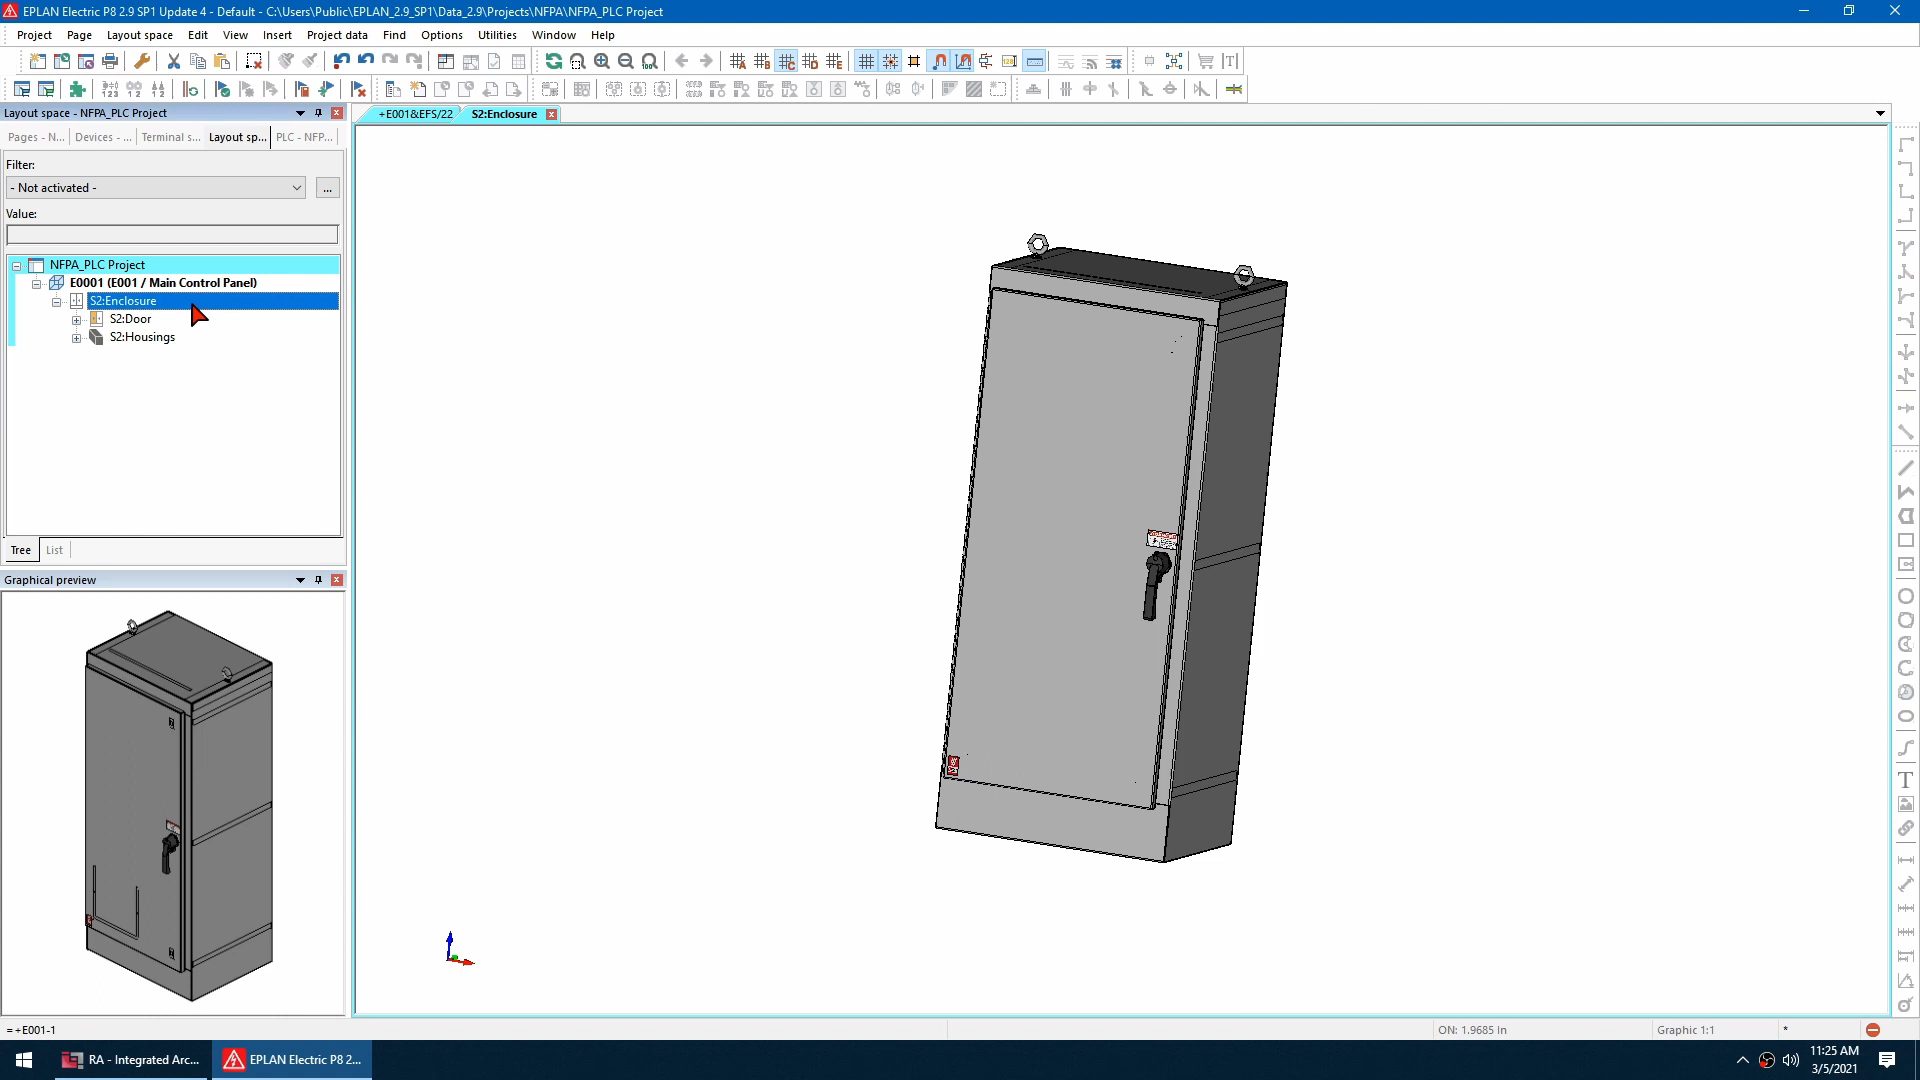 EPLAN Electric P8 2.9 SP1 Update 4 - Default - C:\Users\Public\EPLAN_2.9_SP1\Data_2.9\Projects\NFPA\NFPA_PLC Project
Project Page Layout space Edit View Insert Project data Find Options Utilities Window Help
Layout space - NFPA_PLC Project
+E001&EFS/22 S2:Enclosure
Pages - N... Devices - ... Terminal s... Layout sp... PLC - NFP...
Filter:
- Not activated -
...
Value:
NFPA_PLC Project
E0001 (E001 / Main Control Panel)
S2:Enclosure
S2:Door
S2:Housings
Tree List
Graphical preview
=+E001-1
ON: 1.9685 In
Graphic 1:1
*
RA - Integrated Arc...
EPLAN Electric P8 2...
11:25 AM
3/5/2021